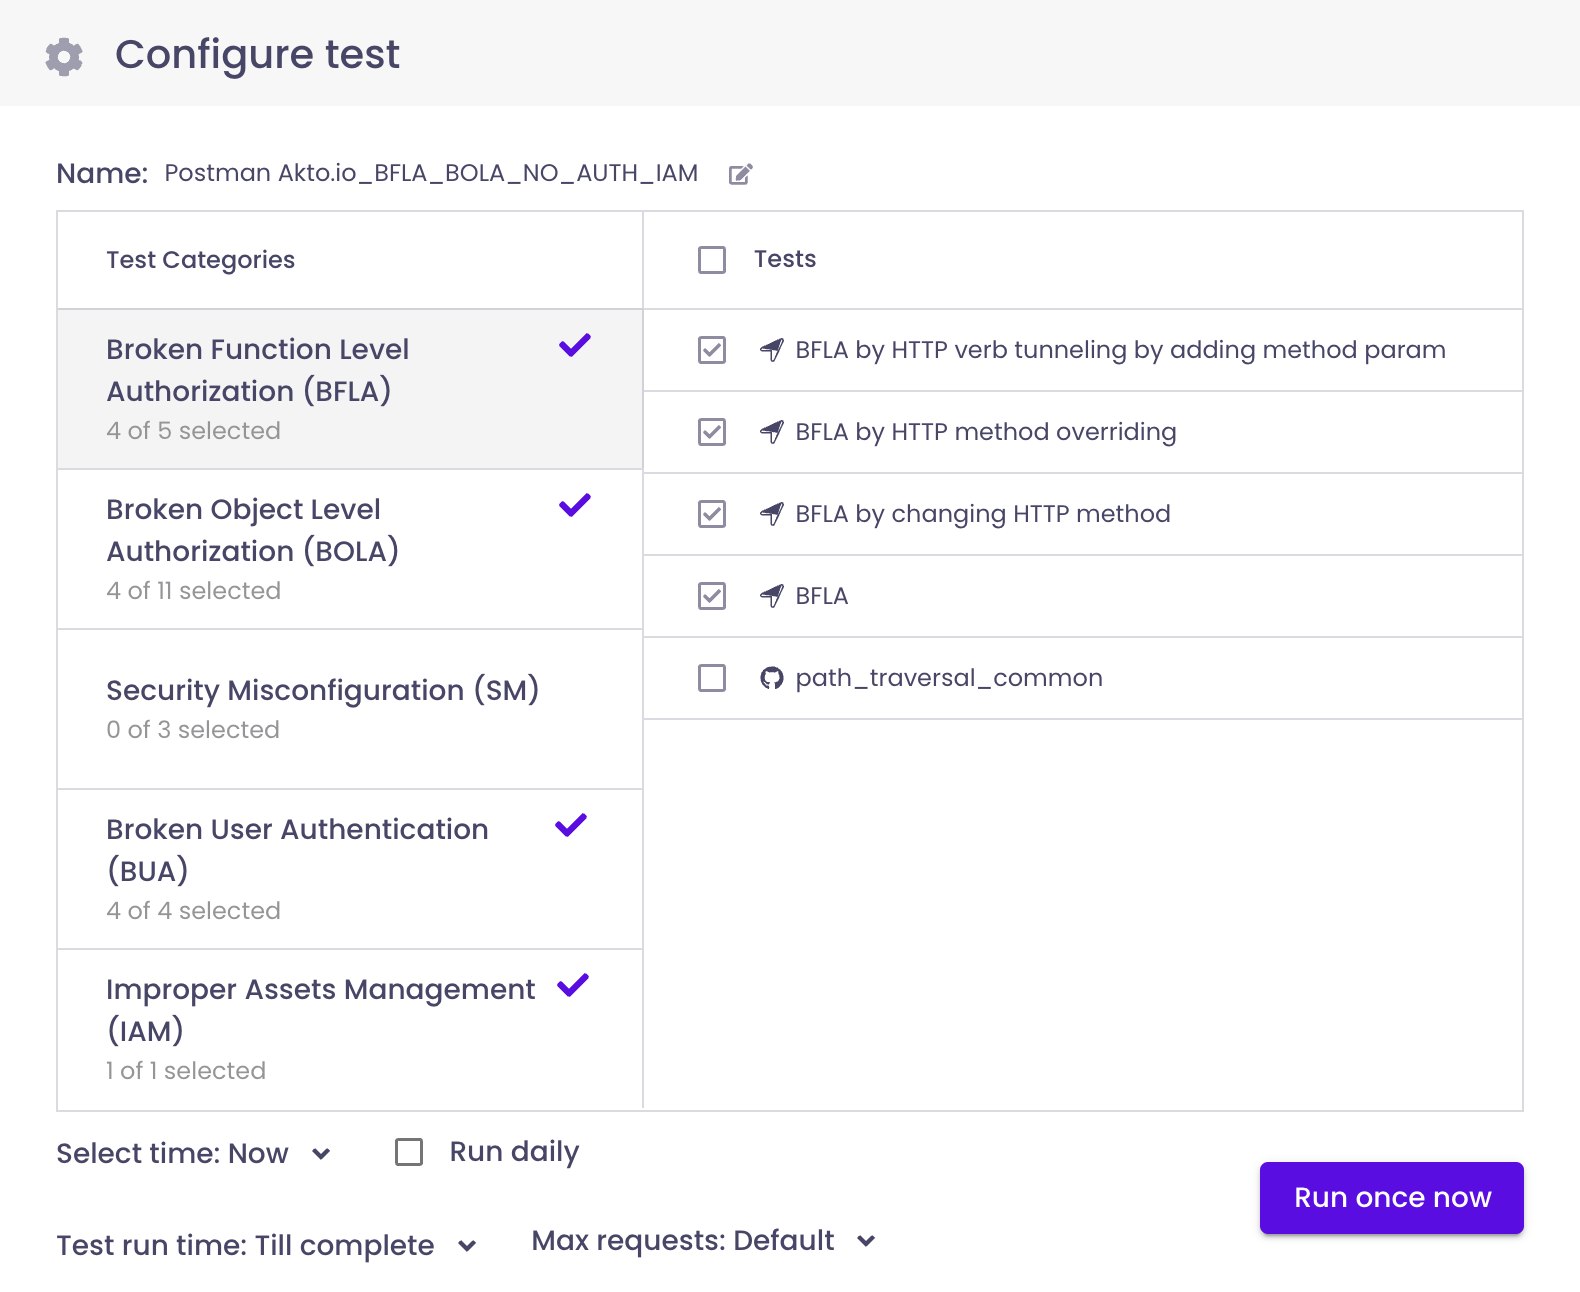 Configure test
Name: Postman Akto.io_BFLA_BOLA_NO_AUTH_IAM
Test Categories
Broken Function Level
Authorization (BFLA)
4 of 5 selected
Broken Object Level
Authorization (BOLA)
4 of 11 selected
Security Misconfiguration (SM)
0 of 3 selected
Broken User Authentication
(BUA)
4 of 4 selected
Improper Assets Management
(IAM)
1 of 1 selected
Tests
BFLA by HTTP verb tunneling by adding method param
BFLA by HTTP method overriding
BFLA by changing HTTP method
BFLA
path_traversal_common
Select time: Now
Run daily
Run once now
Test run time: Till complete
Max requests: Default